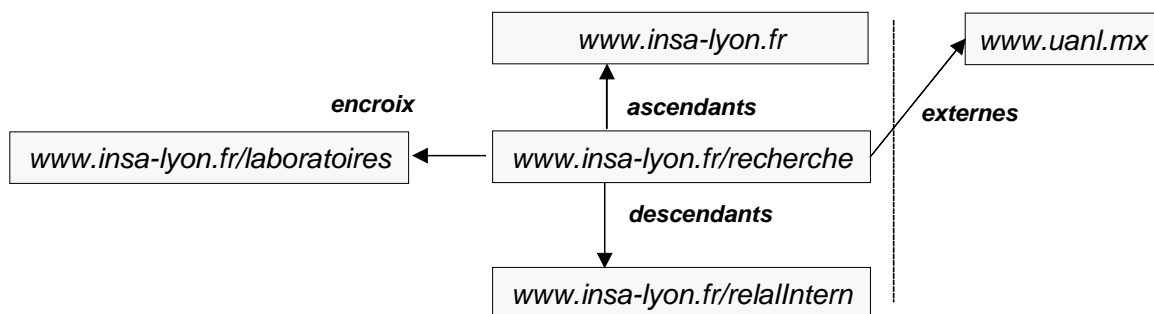 www.insa-lyon.fr
www.uanl.mx
encroix
ascendants
externes
www.insa-lyon.fr/laboratoires
www.insa-lyon.fr/recherche
descendants
www.insa-lyon.fr/relalIntern